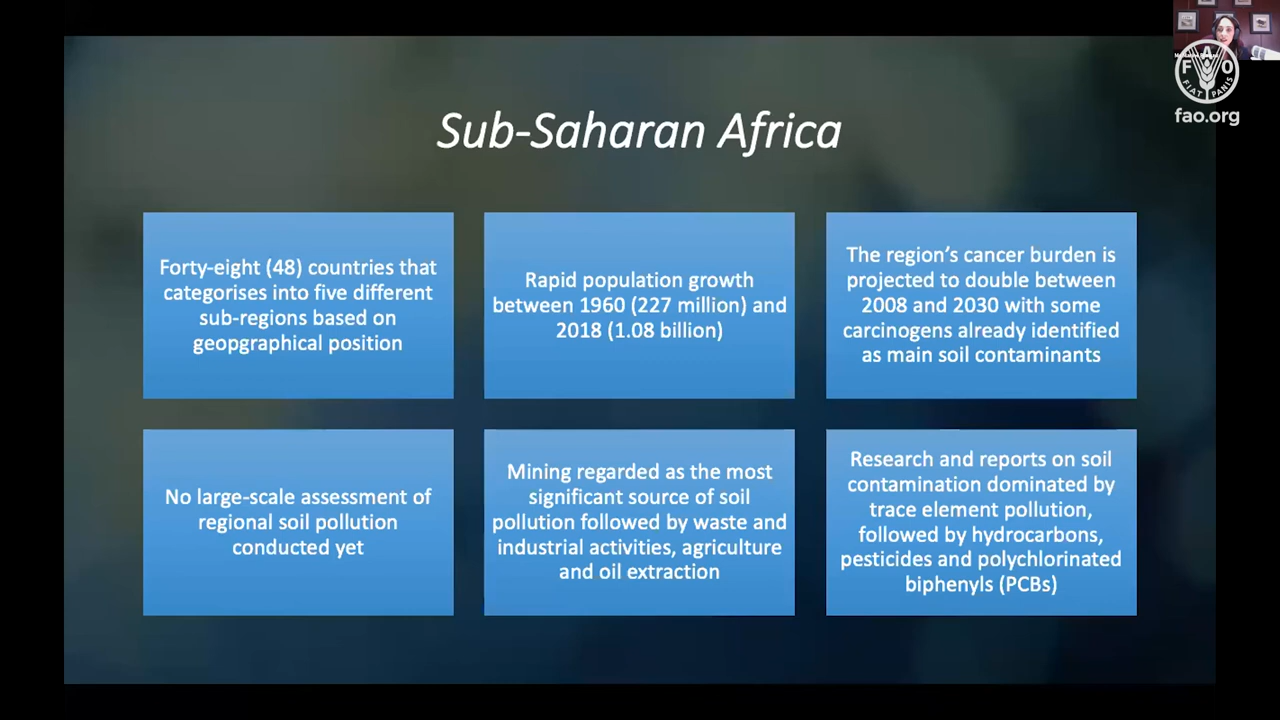 Sub-Saharan Africa
Forty-eight (48) countries that
categorises into five different
sub-regions based on
geopgraphical position
Rapid population growth
between 1960 (227 million) and
2018 (1.08 billion)
The region's cancer burden is
projected to double between
2008 and 2030 with some
carcinogens already identified
as main soil contaminants
No large-scale assessment of
regional soil pollution
conducted yet
Mining regarded as the most
significant source of soil
pollution followed by waste and
industrial activities, agriculture
and oil extraction
Research and reports on soil
contamination dominated by
trace element pollution,
followed by hydrocarbons,
pesticides and polychlorinated
biphenyls (PCBs)
FAO
FIAT PANIS
fao.org